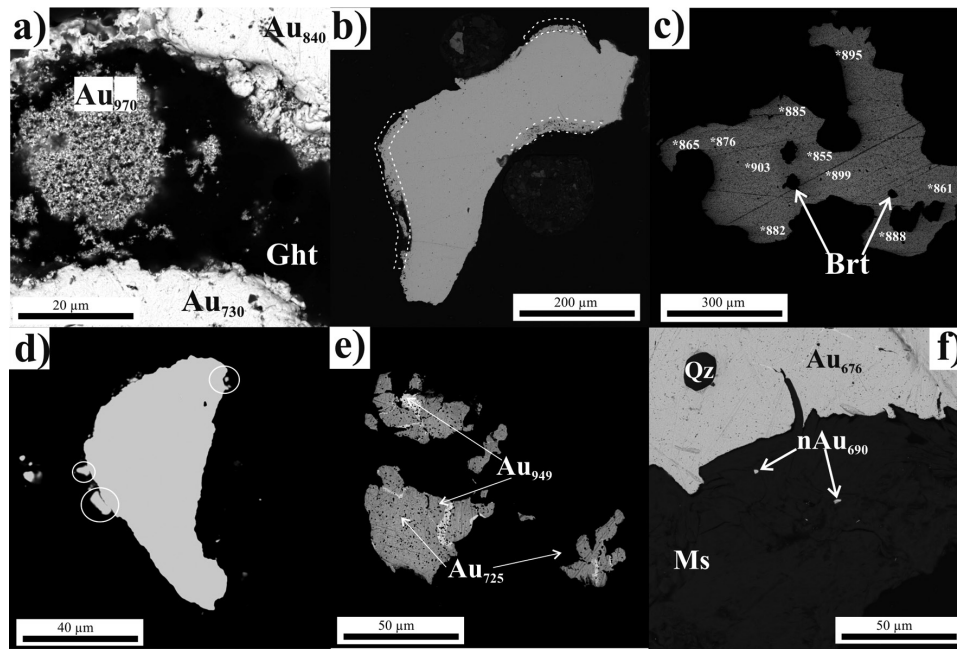 a)
Au840
Au970
Ght
20 µm
Au730
b)
200 µm
c)
*895
*885
*865
*876
*855
*903
*899
*861
*882
*888
Brt
300 µm
d)
40 µm
e)
Au949
Au725
50 µm
f)
Qz
Au676
nAu690
Ms
50 µm